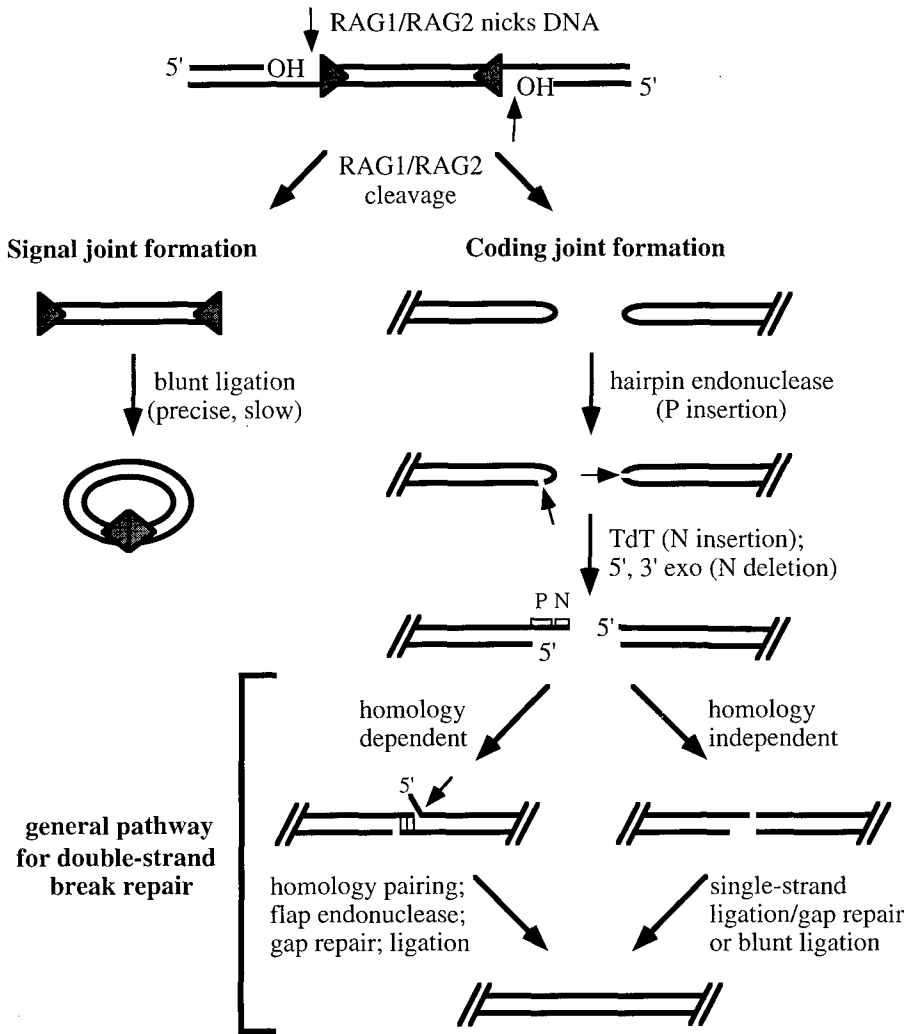 RAG1/RAG2 nicks DNA
5' OH
OH 5'
RAG1/RAG2
cleavage
Signal joint formation
Coding joint formation
blunt ligation
(precise, slow)
hairpin endonuclease
(P insertion)
TdT (N insertion);
5', 3' exo (N deletion)
P N
5'
5'
homology
dependent
homology
independent
5'
general pathway
for double-strand
break repair
homology pairing;
flap endonuclease;
gap repair; ligation
single-strand
ligation/gap repair
or blunt ligation